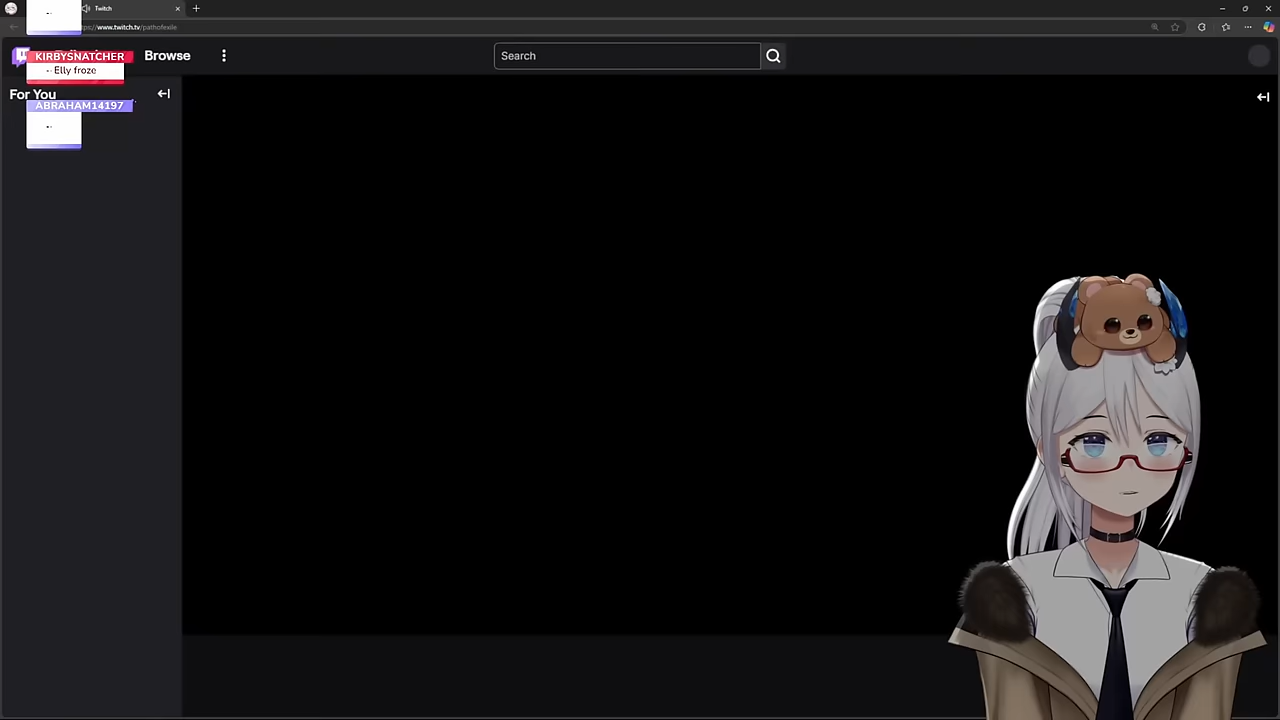 Twitch
www.twitch.tv/pathofexile
Browse
Search
KIRBYSNATCHER
Elly froze
For You
ABRAHAM14197